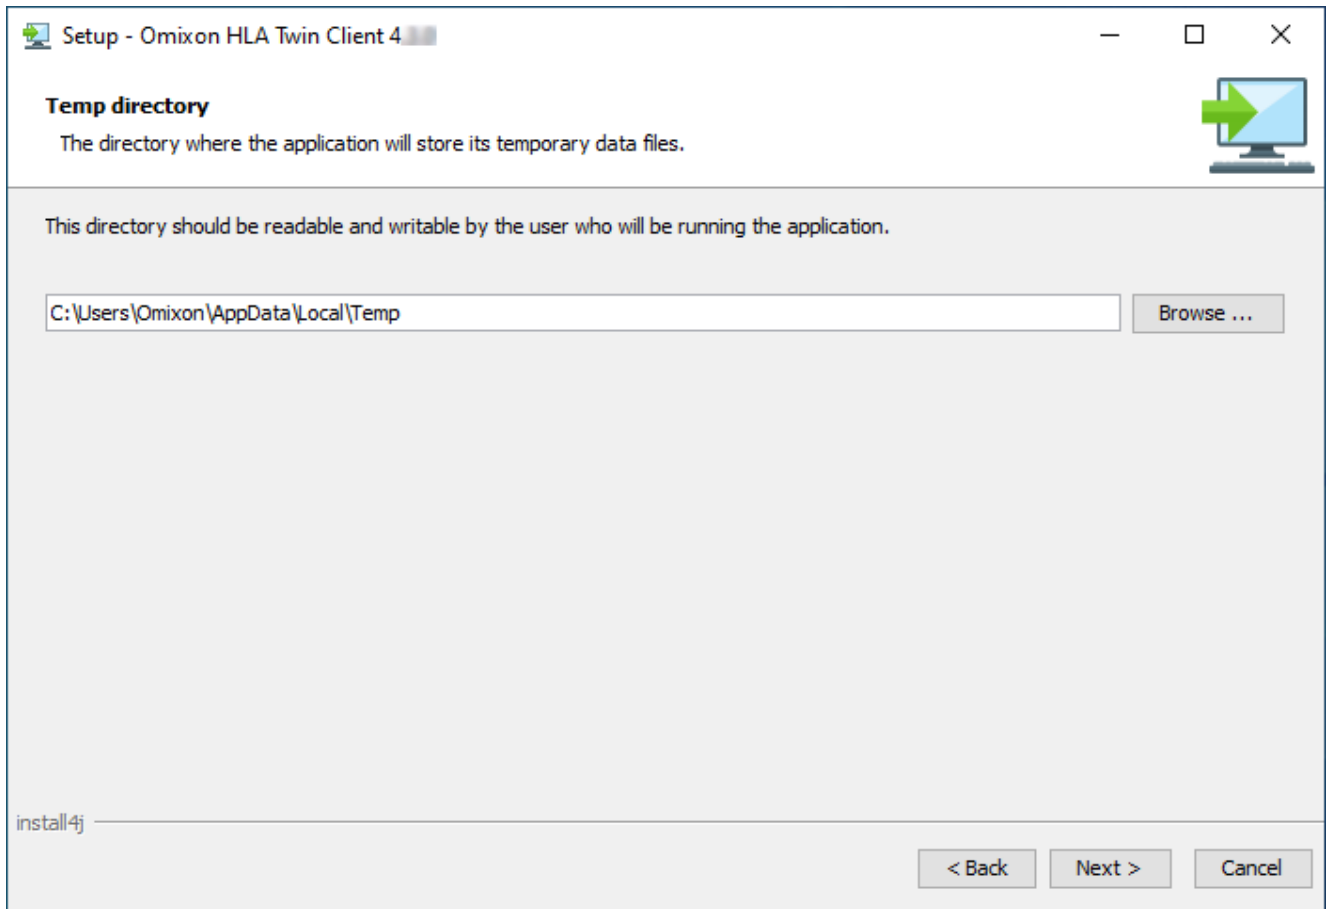 Setup - Omixon HLA Twin Client 4
Temp directory
The directory where the application will store its temporary data files.
This directory should be readable and writable by the user who will be running the application.
C:\Users\Omixon\AppData\Local\Temp
Browse ...
install4j
< Back
Next >
Cancel